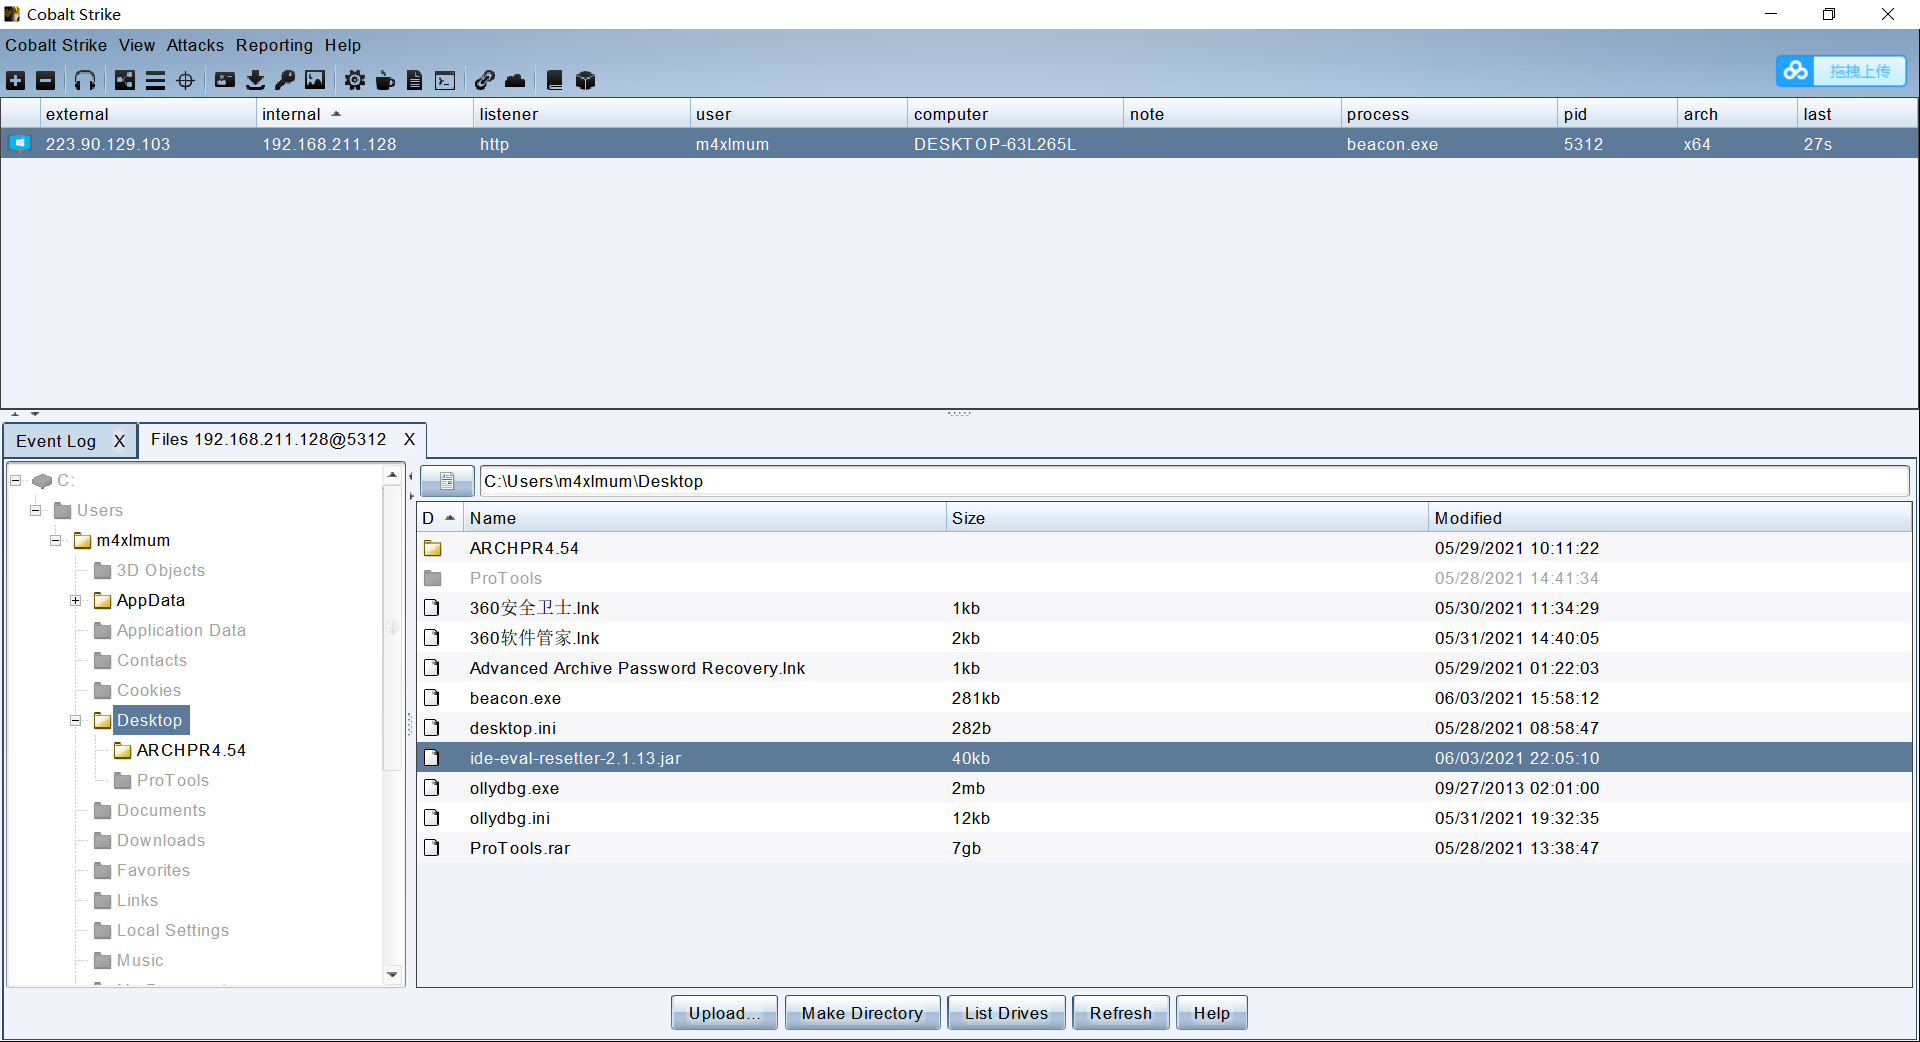 Cobalt Strike
Cobalt Strike View Attacks Reporting Help
拖拽上传
external internal listener user computer note process pid arch last
223.90.129.103 192.168.211.128 http m4xlmum DESKTOP-63L265L beacon.exe 5312 x64 27s
Event Log X Files 192.168.211.128@5312 X
C:
Users
m4xlmum
3D Objects
AppData
Application Data
Contacts
Cookies
Desktop
ARCHPR4.54
ProTools
Documents
Downloads
Favorites
Links
Local Settings
Music
C:\Users\m4xlmum\Desktop
D Name Size Modified
ARCHPR4.54 05/29/2021 10:11:22
ProTools 05/28/2021 14:41:34
360安全卫士.lnk 1kb 05/30/2021 11:34:29
360软件管家.lnk 2kb 05/31/2021 14:40:05
Advanced Archive Password Recovery.lnk 1kb 05/29/2021 01:22:03
beacon.exe 281kb 06/03/2021 15:58:12
desktop.ini 282b 05/28/2021 08:58:47
ide-eval-resetter-2.1.13.jar 40kb 06/03/2021 22:05:10
ollydbg.exe 2mb 09/27/2013 02:01:00
ollydbg.ini 12kb 05/31/2021 19:32:35
ProTools.rar 7gb 05/28/2021 13:38:47
Upload... Make Directory List Drives Refresh Help